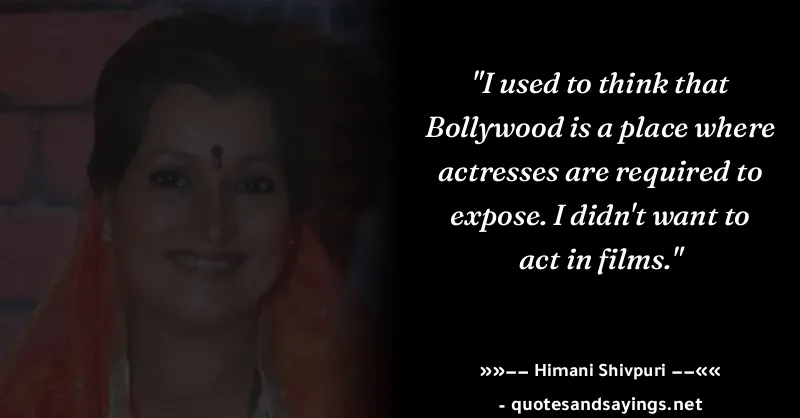 "I used to think that
Bollywood is a place where
actresses are required to
expose. I didn't want to
act in films."
»»−− Himani Shivpuri −−««
- quotesandsayings.net